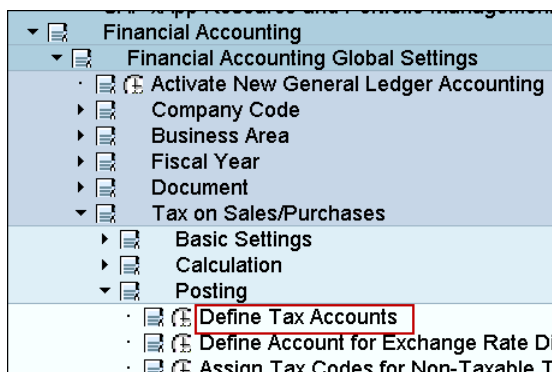 Financial Accounting
Financial Accounting Global Settings
Activate New General Ledger Accounting
Company Code
Business Area
Fiscal Year
Document
Tax on Sales/Purchases
Basic Settings
Calculation
Posting
Define Tax Accounts
Define Account for Exchange Rate Di
Assign Tax Codes for Non-Taxable T